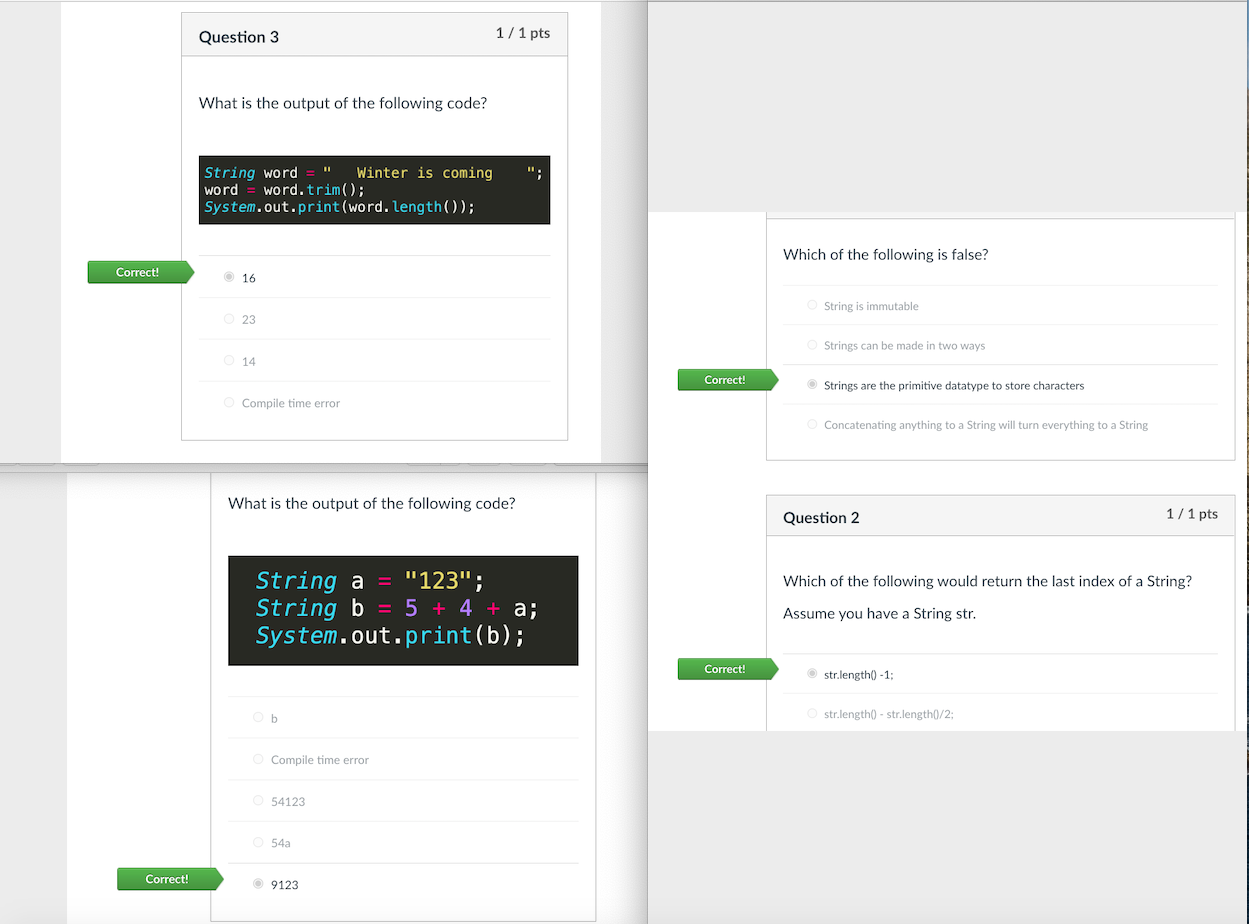 Question 3
1 / 1 pts
What is the output of the following code?
String word = "   Winter is coming    ";
word = word.trim();
System.out.print(word.length());
Correct!
16
23
14
Compile time error
What is the output of the following code?
String a = "123";
String b = 5 + 4 + a;
System.out.print(b);
b
Compile time error
54123
54a
Correct!
9123
Which of the following is false?
String is immutable
Strings can be made in two ways
Correct!
Strings are the primitive datatype to store characters
Concatenating anything to a String will turn everything to a String
Question 2
1 / 1 pts
Which of the following would return the last index of a String?
Assume you have a String str.
Correct!
str.length() -1;
str.length() - str.length()/2;